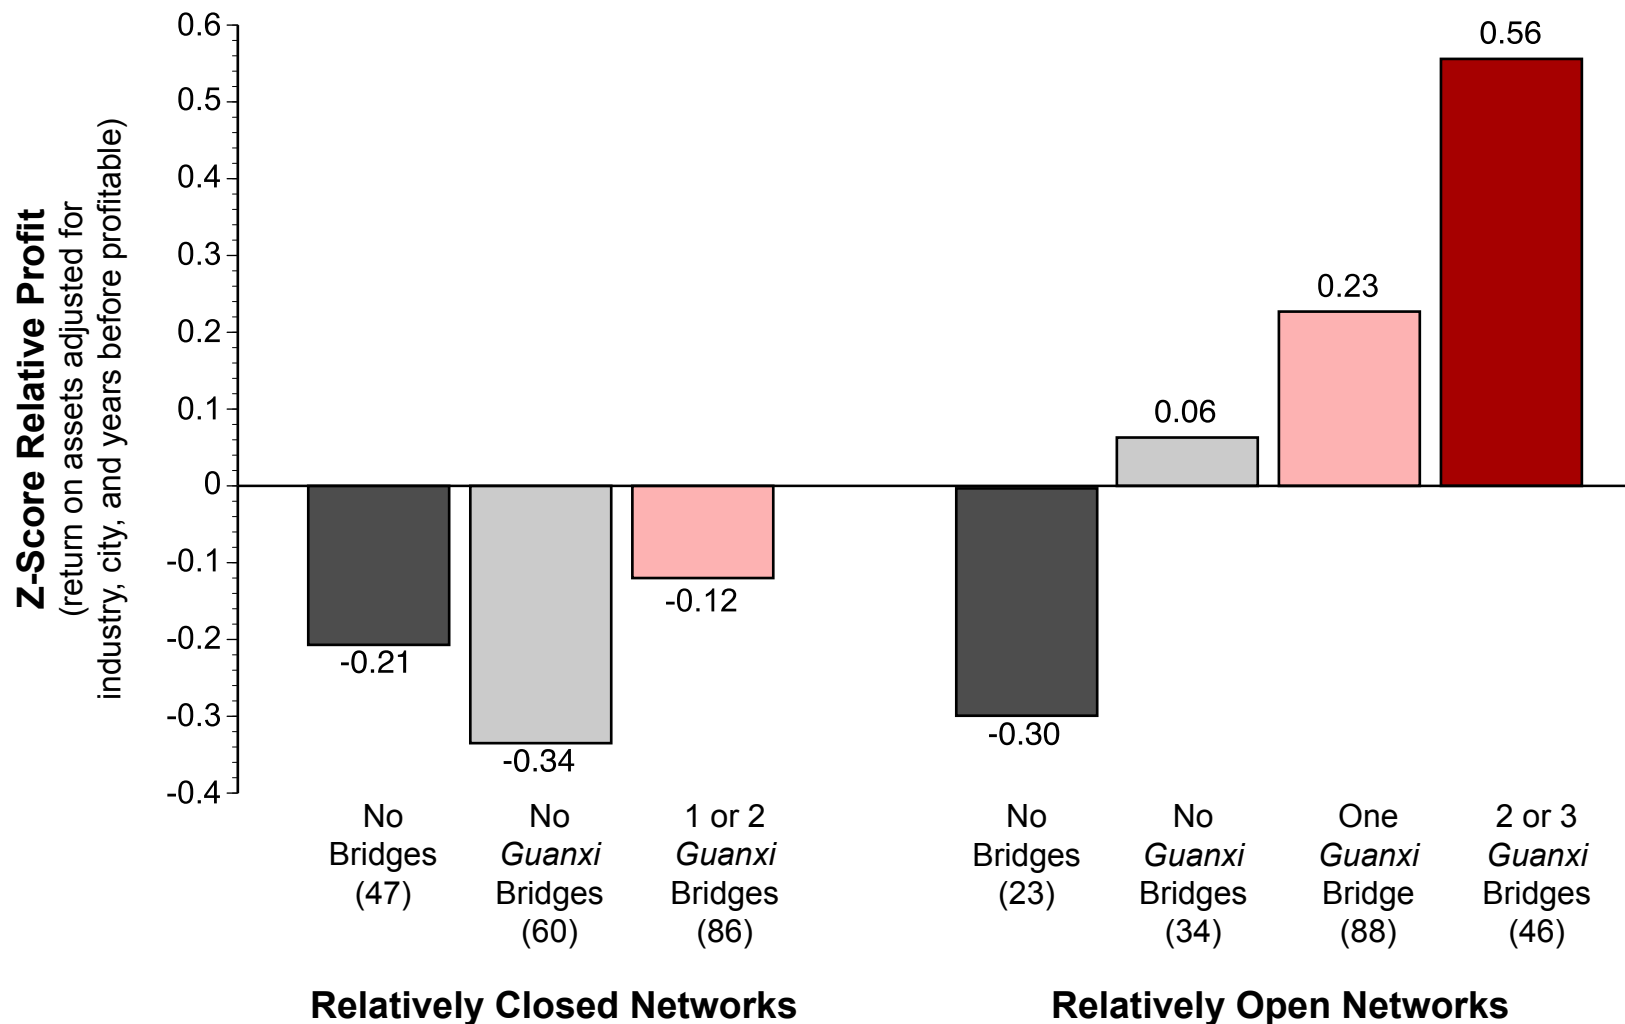 Z-Score Relative Profit
(return on assets adjusted for
industry, city, and years before profitable)
0.6
0.5
0.4
0.3
0.2
0.1
0
-0.1
-0.2
-0.3
-0.4
-0.21
-0.34
-0.12
-0.30
0.06
0.23
0.56
No
Bridges
(47)
No
Guanxi
Bridges
(60)
1 or 2
Guanxi
Bridges
(86)
No
Bridges
(23)
No
Guanxi
Bridges
(34)
One
Guanxi
Bridge
(88)
2 or 3
Guanxi
Bridges
(46)
Relatively Closed Networks
Relatively Open Networks